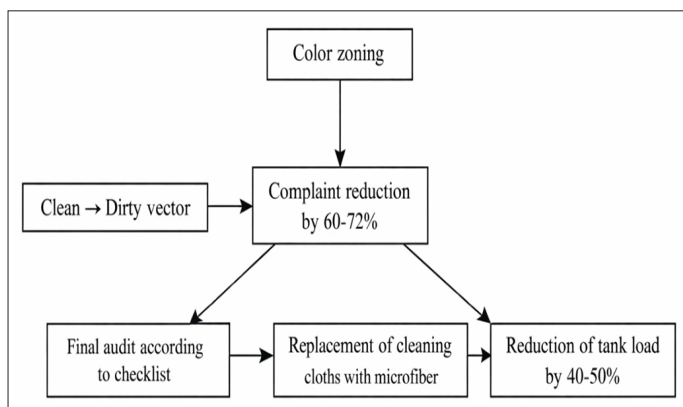 Color zoning
Clean → Dirty vector
Complaint reduction
by 60-72%
Final audit according
to checklist
Replacement of cleaning
cloths with microfiber
Reduction of tank load
by 40-50%